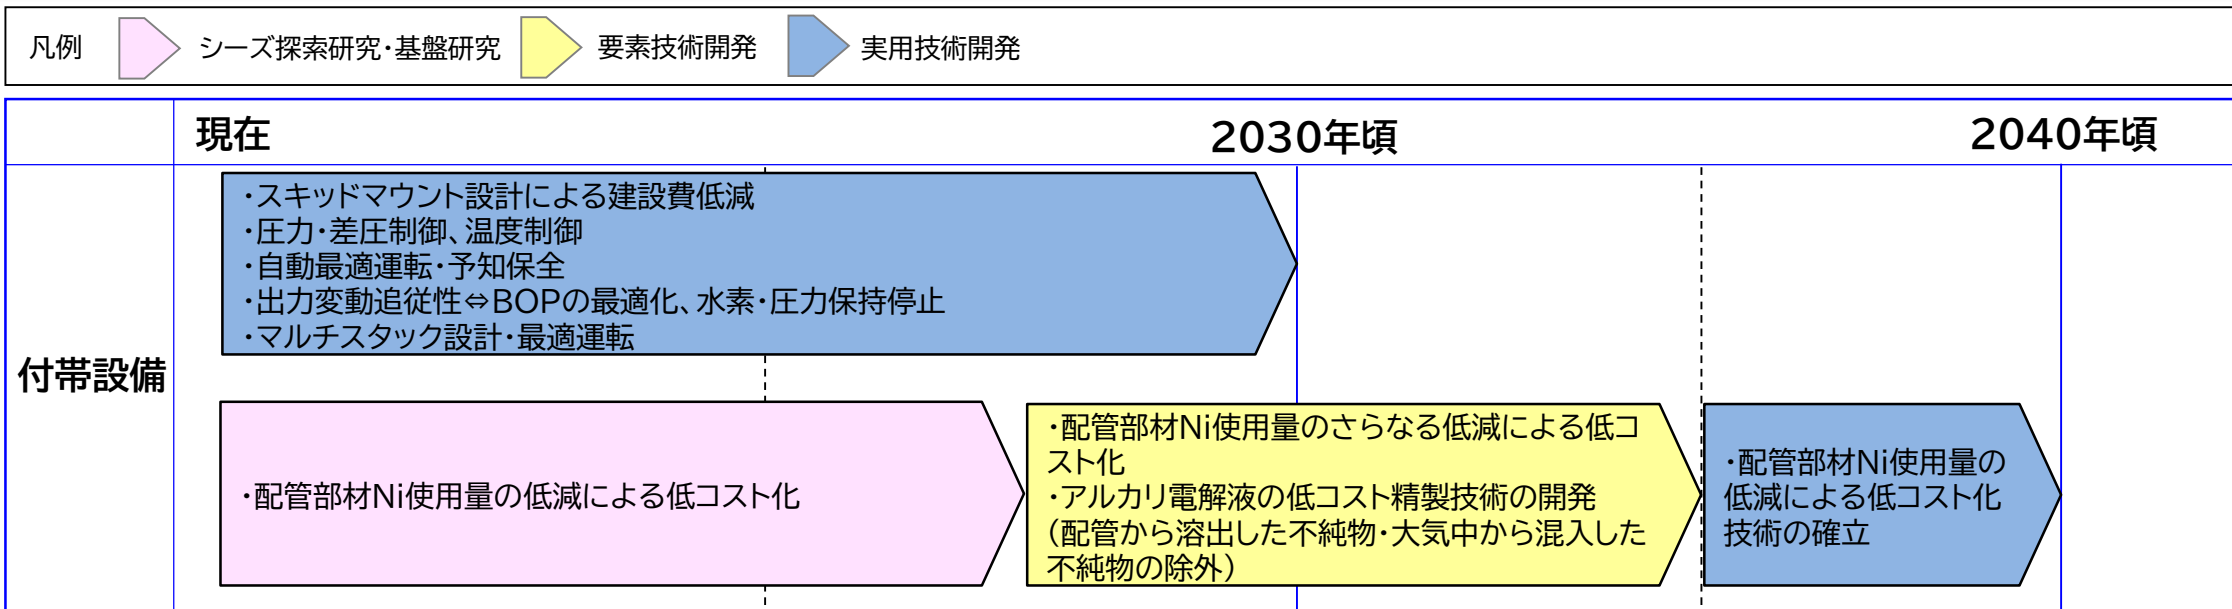 凡例
シーズ探索研究・基盤研究
要素技術開発
実用技術開発
現在
2030年頃
2040年頃
付帯設備
・スキッドマウント設計による建設費低減
・圧力・差圧制御、温度制御
・自動最適運転・予知保全
・出力変動追従性⇔BOPの最適化、水素・圧力保持停止
・マルチスタック設計・最適運転
・配管部材Ni使用量の低減による低コスト化
・配管部材Ni使用量のさらなる低減による低コ
スト化
・アルカリ電解液の低コスト精製技術の開発
（配管から溶出した不純物・大気中から混入した
不純物の除外）
・配管部材Ni使用量の
低減による低コスト化
技術の確立